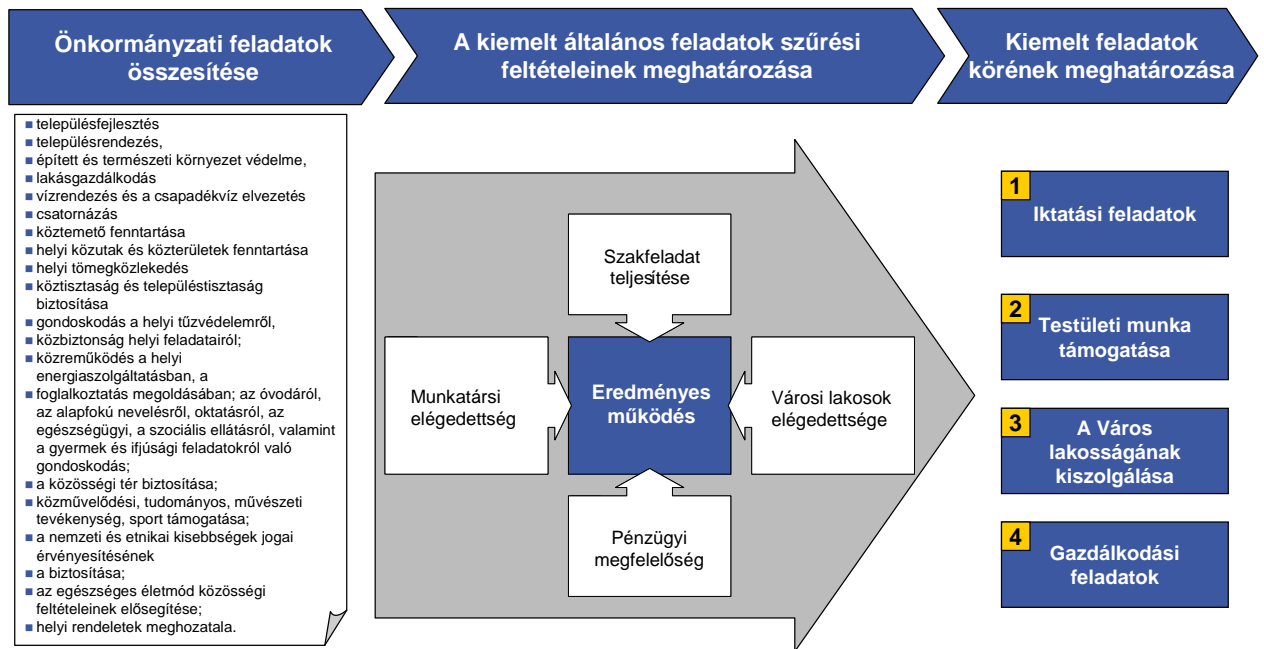 Önkormányzati feladatok
összesítése
A kiemelt általános feladatok szűrési
feltételeinek meghatározása
Kiemelt feladatok
körének meghatározása
településfejlesztés
településrendezés,
épített és természeti környezet védelme,
lakásgazdálkodás
vízrendezés és a csapadékvíz elvezetés
csatornázás
köztemető fenntartása
helyi közutak és közterületek fenntartása
helyi tömegközlekedés
köztisztaság és településtisztaság
biztosítása
gondoskodás a helyi tűzvédelemről,
közbiztonság helyi feladatairól;
közreműködés a helyi
energiaszolgáltatásban, a
foglalkoztatás megoldásában; az óvodáról,
az alapfokú nevelésről, oktatásról, az
egészségügyi, a szociális ellátásról, valamint
a gyermek és ifjúsági feladatokról való
gondoskodás;
a közösségi tér biztosítása;
közművelődési, tudományos, művészeti
tevékenység, sport támogatása;
a nemzeti és etnikai kisebbségek jogai
érvényesítésének
a biztosítása;
az egészséges életmód közösségi
feltételeinek elősegítése;
helyi rendeletek meghozatala.
Szakfeladat
teljesítése
Munkatársi
elégedettség
Eredményes
működés
Városi lakosok
elégedettsége
Pénzügyi
megfelelőség
1
Iktatási feladatok
2
Testületi munka
támogatása
3
A Város
lakosságának
kiszolgálása
4
Gazdálkodási
feladatok